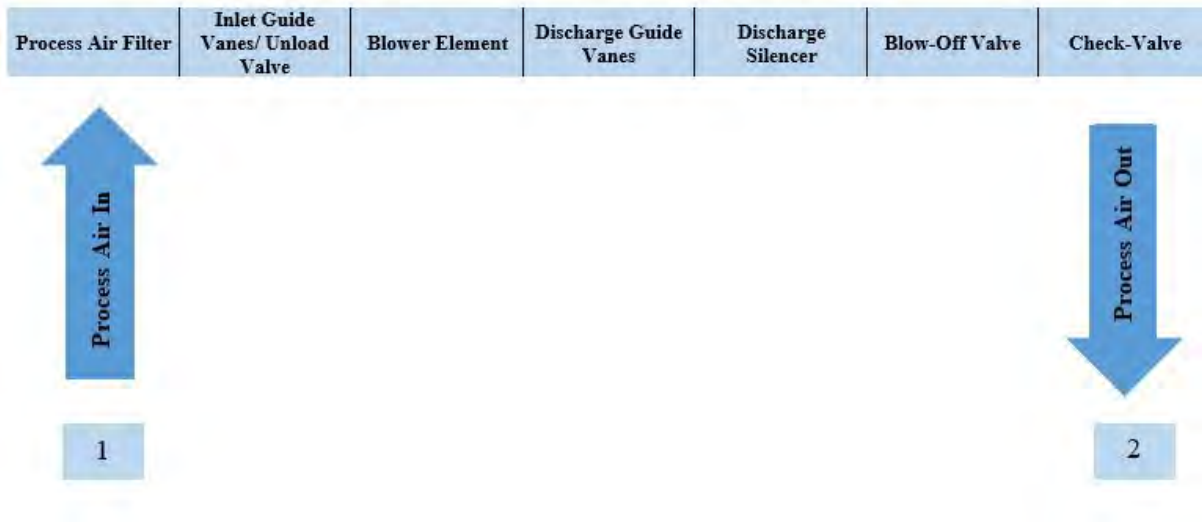 Process Air Filter
Inlet Guide
Vanes/ Unload
Valve
Blower Element
Discharge Guide
Vanes
Discharge
Silencer
Blow-Off Valve
Check-Valve
Process Air In
Process Air Out
1
2